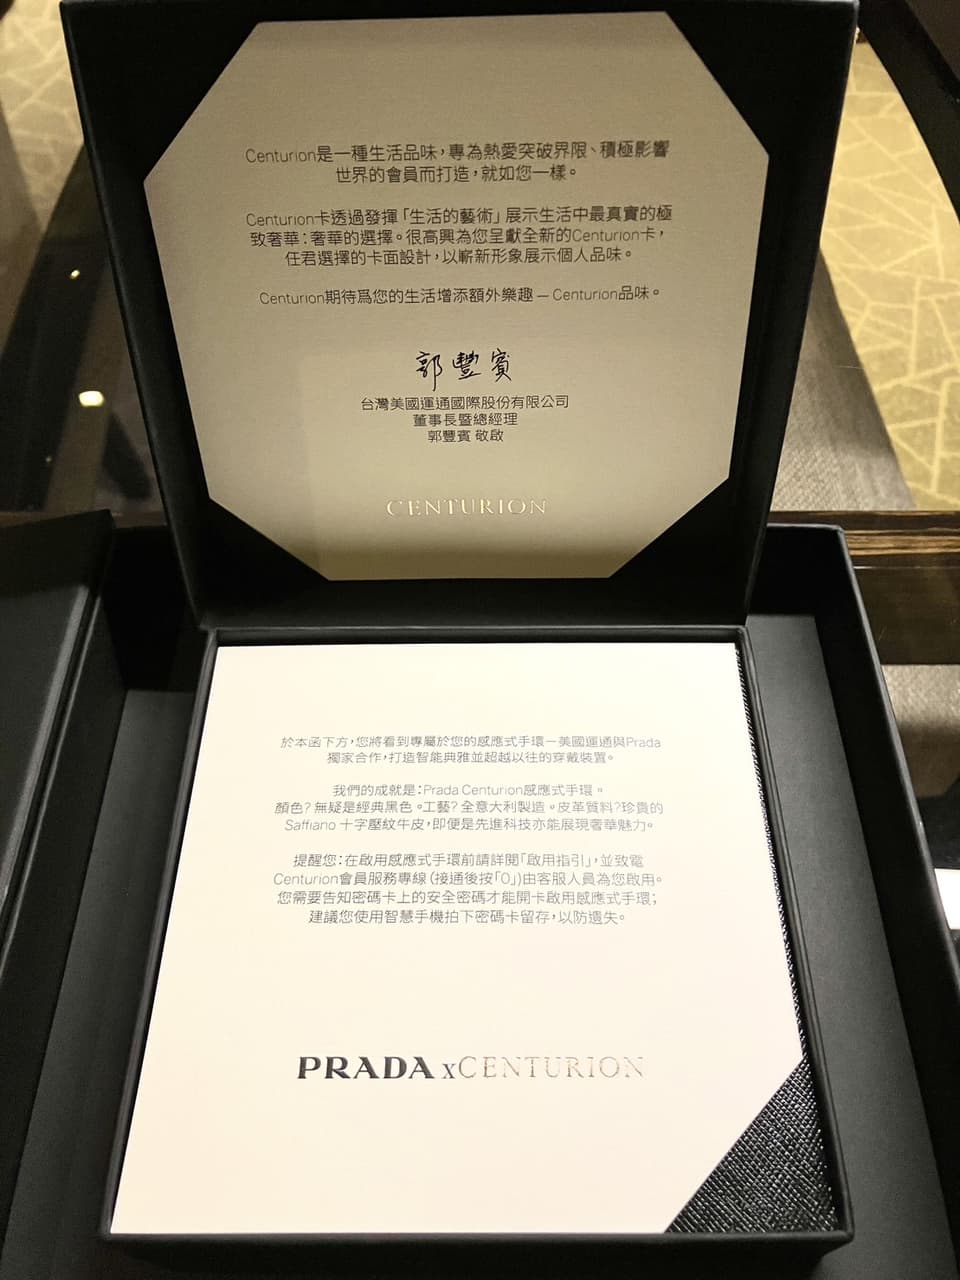 Centurion是一種生活品味，專為熱愛突破界限、積極影響
世界的會員而打造，就如您一樣。
Centurion卡透過發揮「生活的藝術」展示生活中最真實的極
致奢華：奢華的選擇。很高興為您呈獻全新的Centurion卡，
任君選擇的卡面設計，以嶄新形象展示個人品味。
Centurion期待爲您的生活增添額外樂趣 — Centurion品味。
郭豐賓
台灣美國運通國際股份有限公司
董事長暨總經理
郭豐賓 敬啟
CENTURION
於本函下方，您將看到專屬於您的感應式手環－美國運通與Prada
獨家合作，打造智能典雅並超越以往的穿戴裝置。
我們的成就是：Prada Centurion感應式手環。
顏色？無疑是經典黑色。工藝？全意大利製造。皮革質料？珍貴的
Saffiano 十字壓紋牛皮，即便是先進科技亦能展現奢華魅力。
提醒您：在啟用感應式手環前請詳閱「啟用指引」，並致電
Centurion會員服務專線（接通後按「0」）由客服人員為您啟用。
您需要告知密碼卡上的安全密碼才能開卡啟用感應式手環；
建議您使用智慧手機拍下密碼卡留存，以防遺失。
PRADA xCENTURION